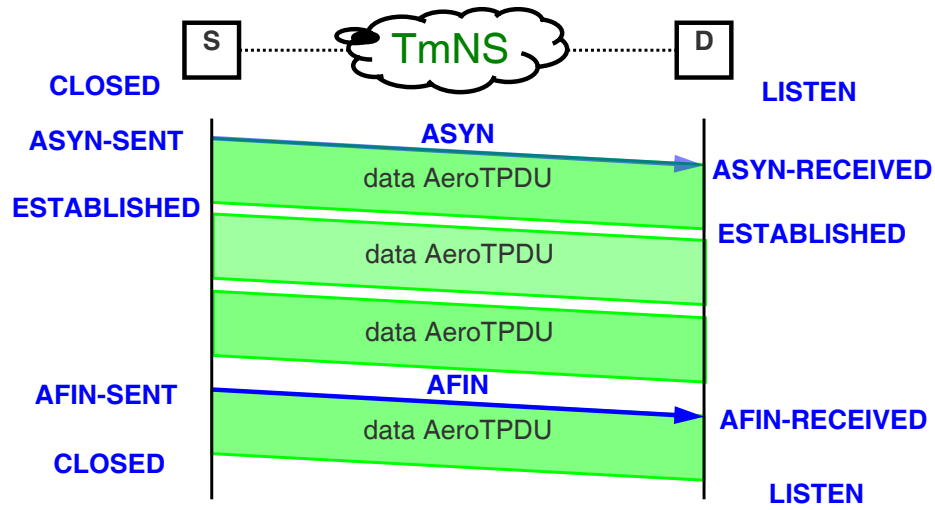 S
TmNS
D
CLOSED
LISTEN
ASYN-SENT
ASYN
data AeroTPDU
ASYN-RECEIVED
ESTABLISHED
ESTABLISHED
data AeroTPDU
data AeroTPDU
AFIN-SENT
AFIN
data AeroTPDU
AFIN-RECEIVED
CLOSED
LISTEN